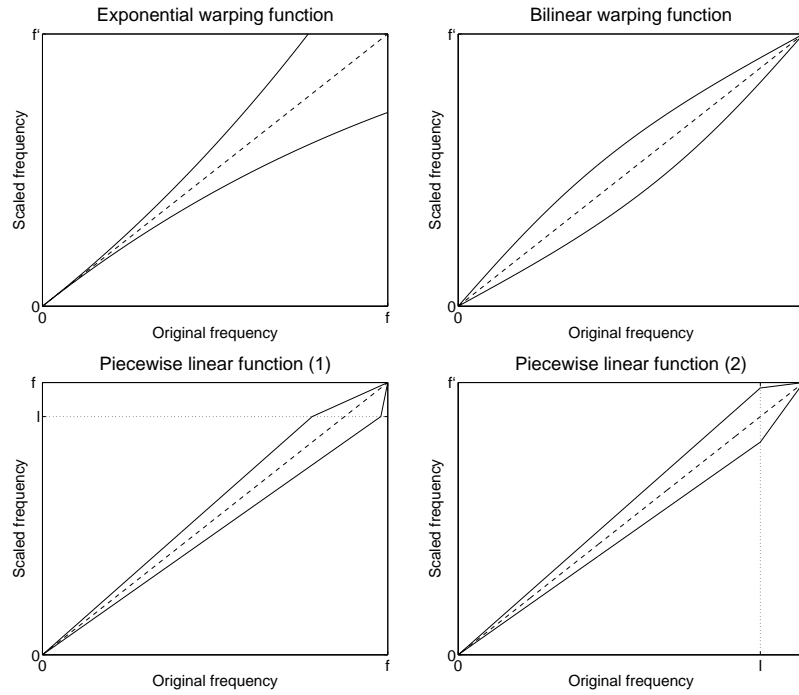 Exponential warping function
f'
Scaled frequency
0
0
Original frequency
f
Bilinear warping function
f'
Scaled frequency
0
0
Original frequency
Piecewise linear function (1)
f
l
Scaled frequency
0
0
Original frequency
f
Piecewise linear function (2)
f'
Scaled frequency
0
0
Original frequency
l